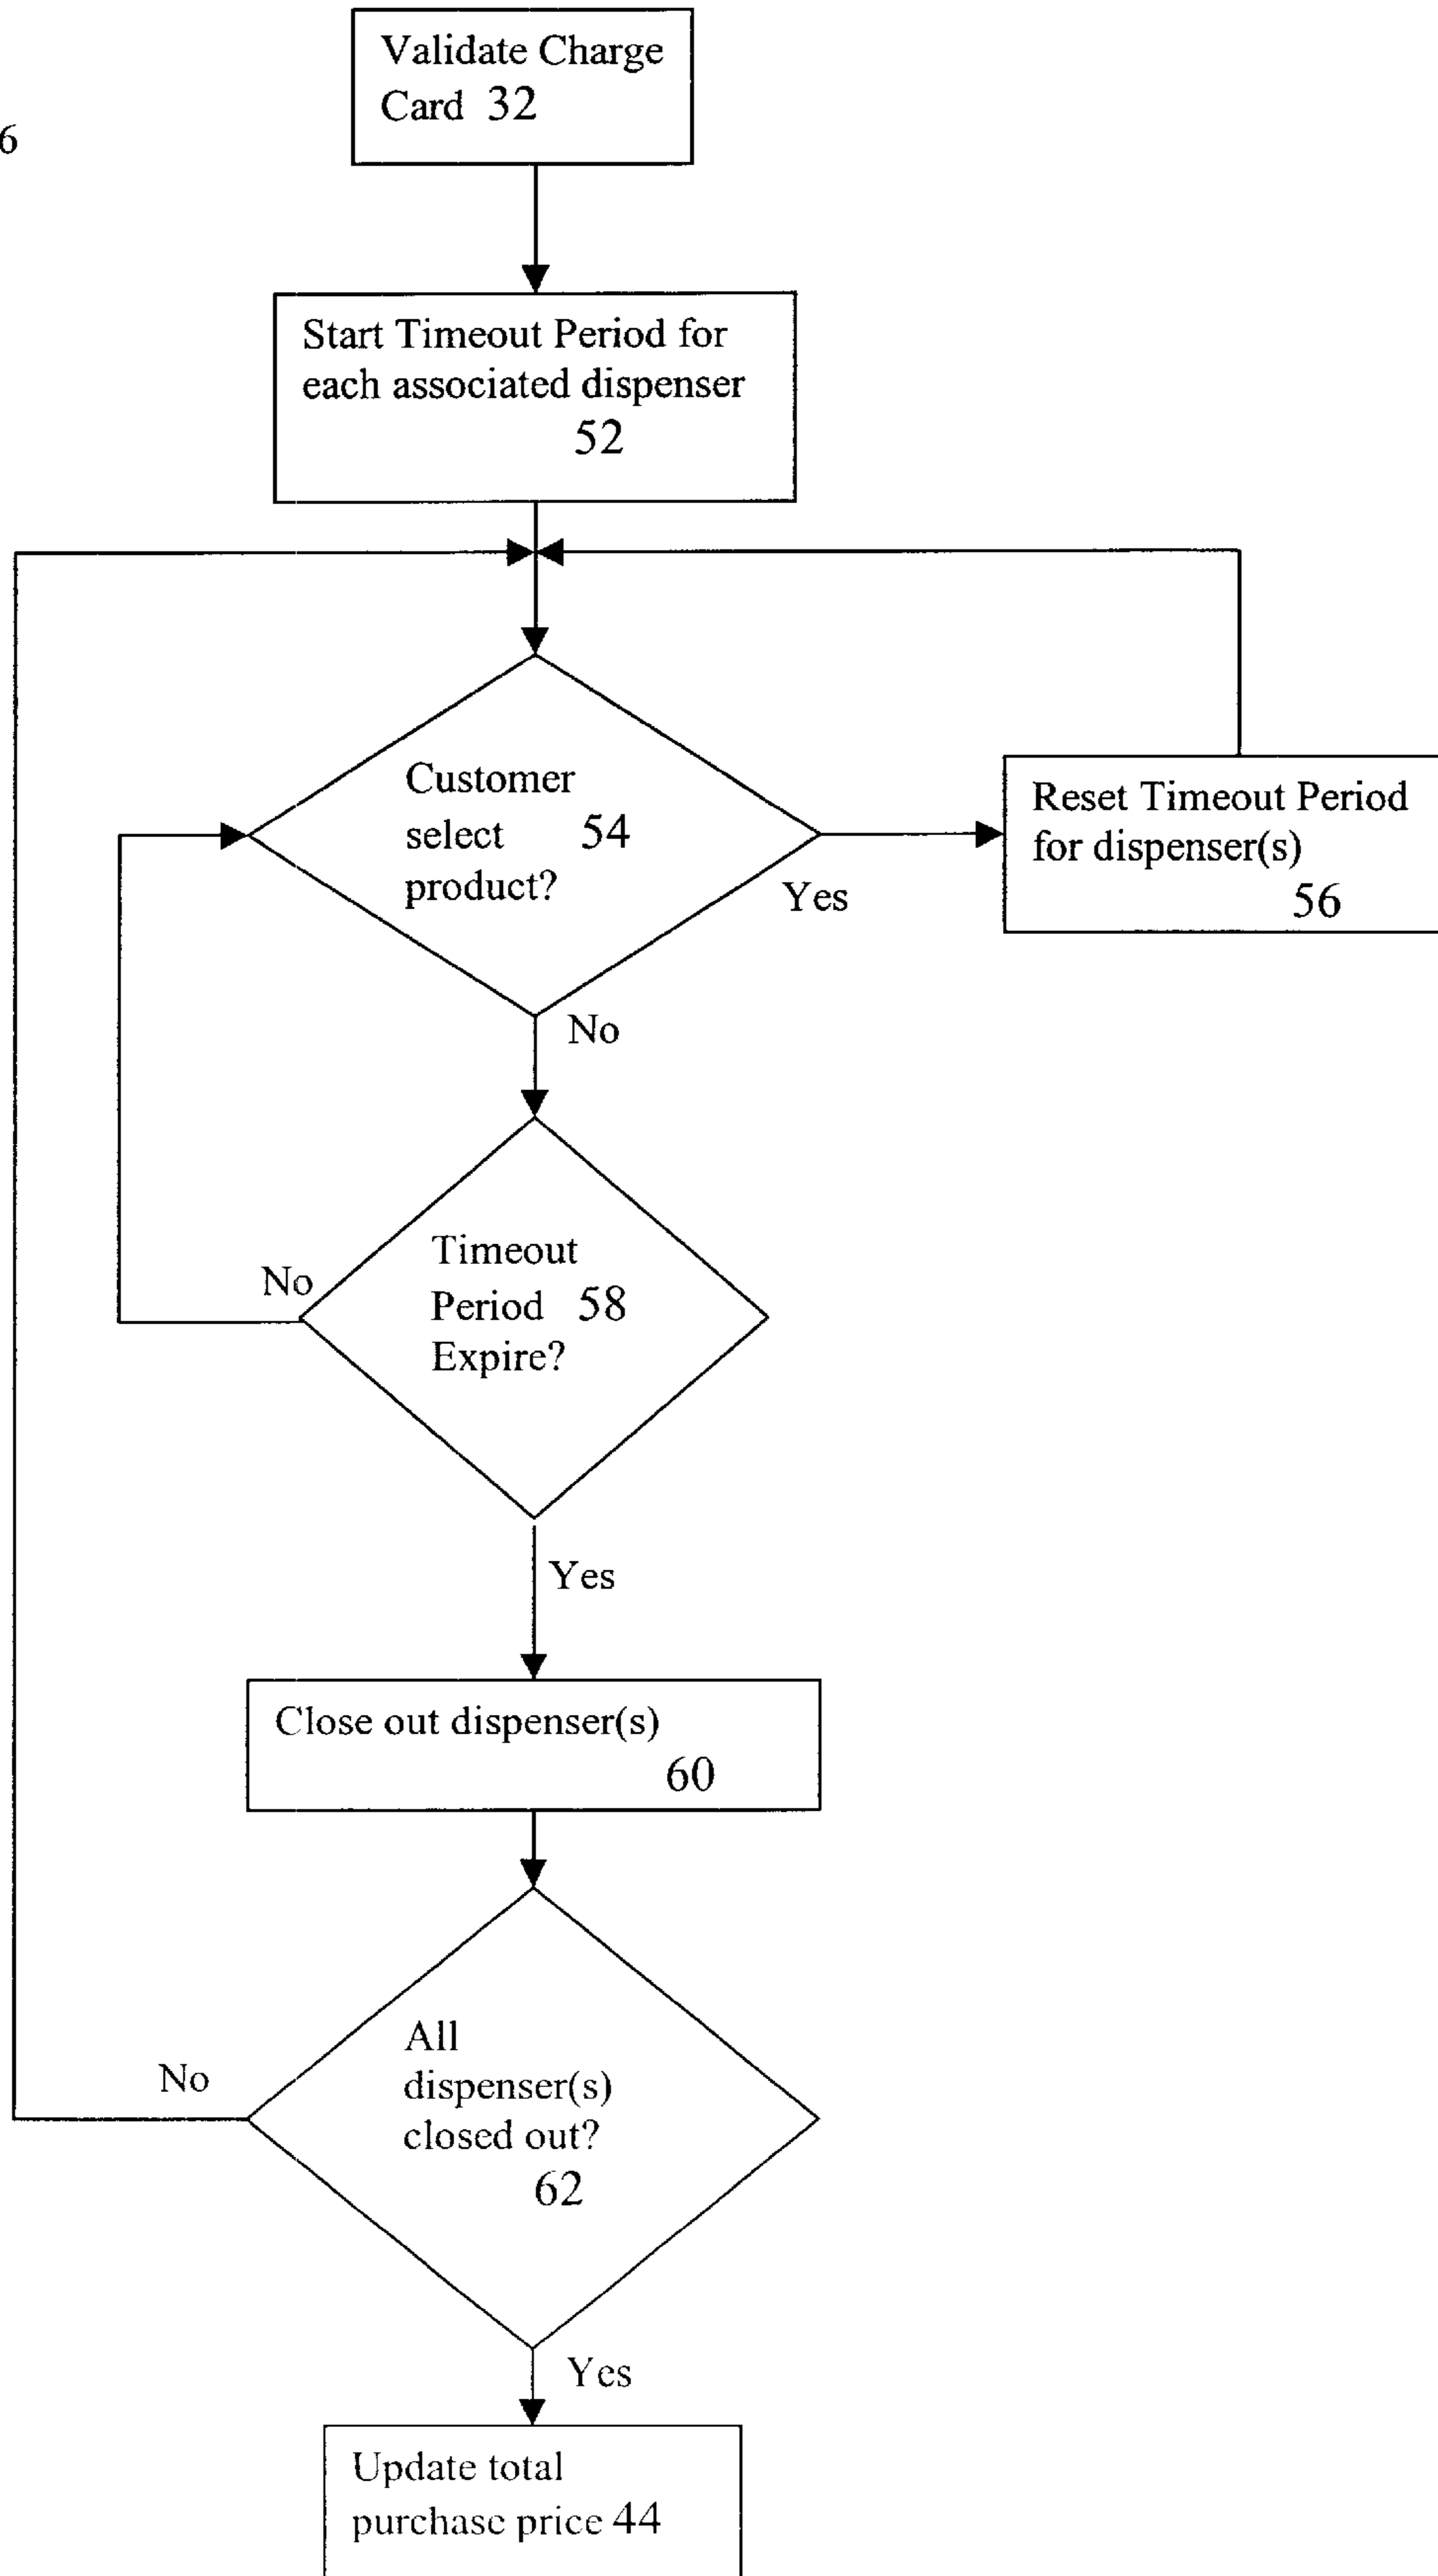 Validate Charge
Card 32
6
Start Timeout Period for
each associated dispenser
52
Customer
select 54
product?
Yes
Reset Timeout Period
for dispenser(s)
56
No
Timeout
Period 58
Expire?
No
Yes
Close out dispenser(s)
60
All
dispenser(s)
closed out?
62
No
Yes
Update total
purchase price 44